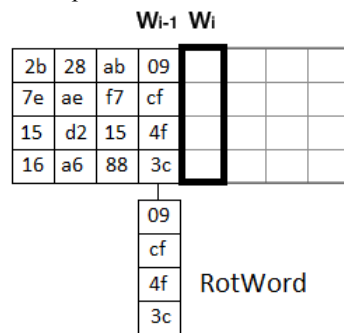 Wi-1 Wi
2b 28 ab 09
7e ae f7 cf
15 d2 15 4f
16 a6 88 3c
09
cf
4f RotWord
3c